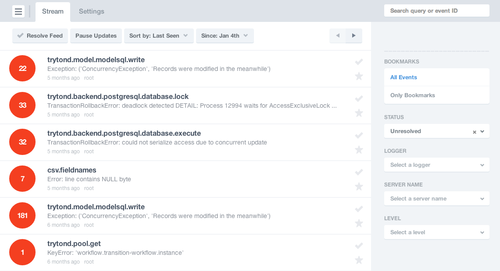 Stream
Settings
Search query or event ID
Resolve Feed
Pause Updates
Sort by: Last Seen
Since: Jan 4th
22
trytond.model.modelsql.write
Exception: ('ConcurrencyException', 'Records were modified in the meanwhile')
5 months ago root
33
trytond.backend.postgresql.database.lock
TransactionRollbackError: deadlock detected DETAIL: Process 12994 waits for AccessExclusiveLock ...
5 months ago root
32
trytond.backend.postgresql.database.execute
TransactionRollbackError: could not serialize access due to concurrent update
5 months ago root
7
csv.fieldnames
Error: line contains NULL byte
5 months ago root
181
trytond.model.modelsql.write
Exception: ('ConcurrencyException', 'Records were modified in the meanwhile')
6 months ago root
1
trytond.pool.get
KeyError: 'workflow.transition-workflow.instance'
6 months ago root
BOOKMARKS
All Events
Only Bookmarks
STATUS
Unresolved
LOGGER
Select a logger
SERVER NAME
Select a server name
LEVEL
Select a level